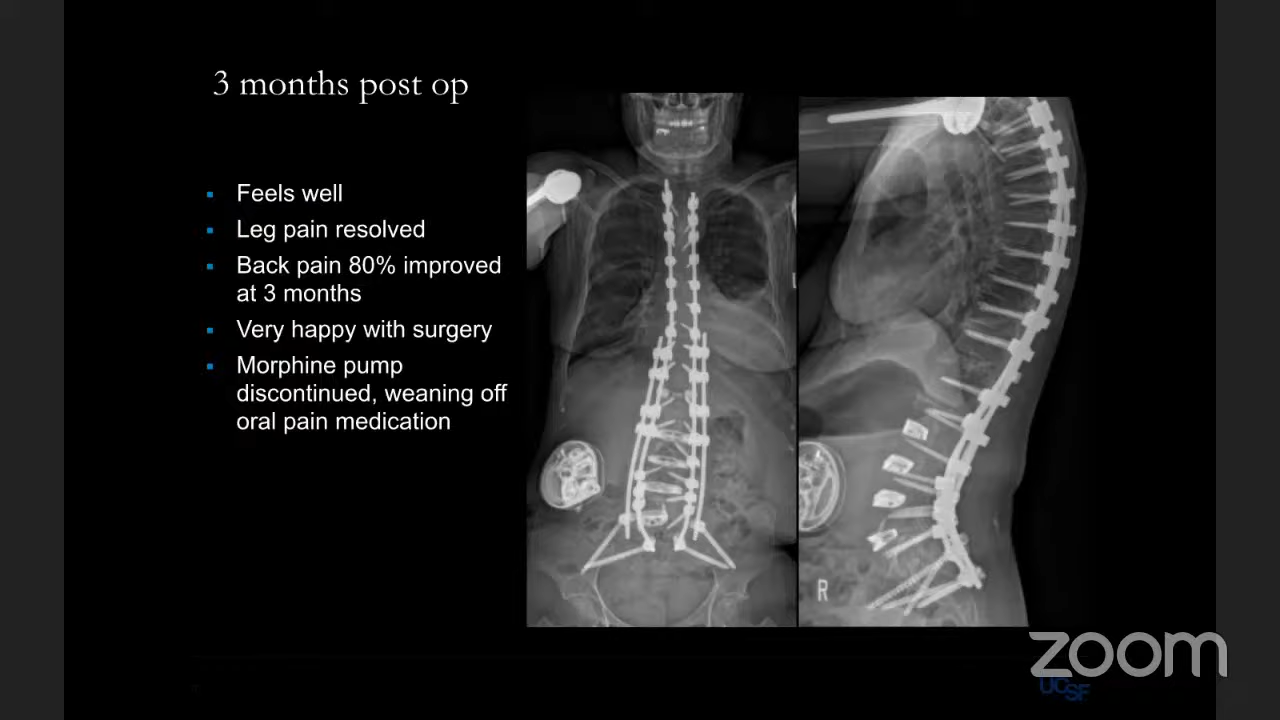 3 months post op
Feels well
Leg pain resolved
Back pain 80% improved
at 3 months
Very happy with surgery
Morphine pump
discontinued, weaning off
oral pain medication
R
zoom
UCSF